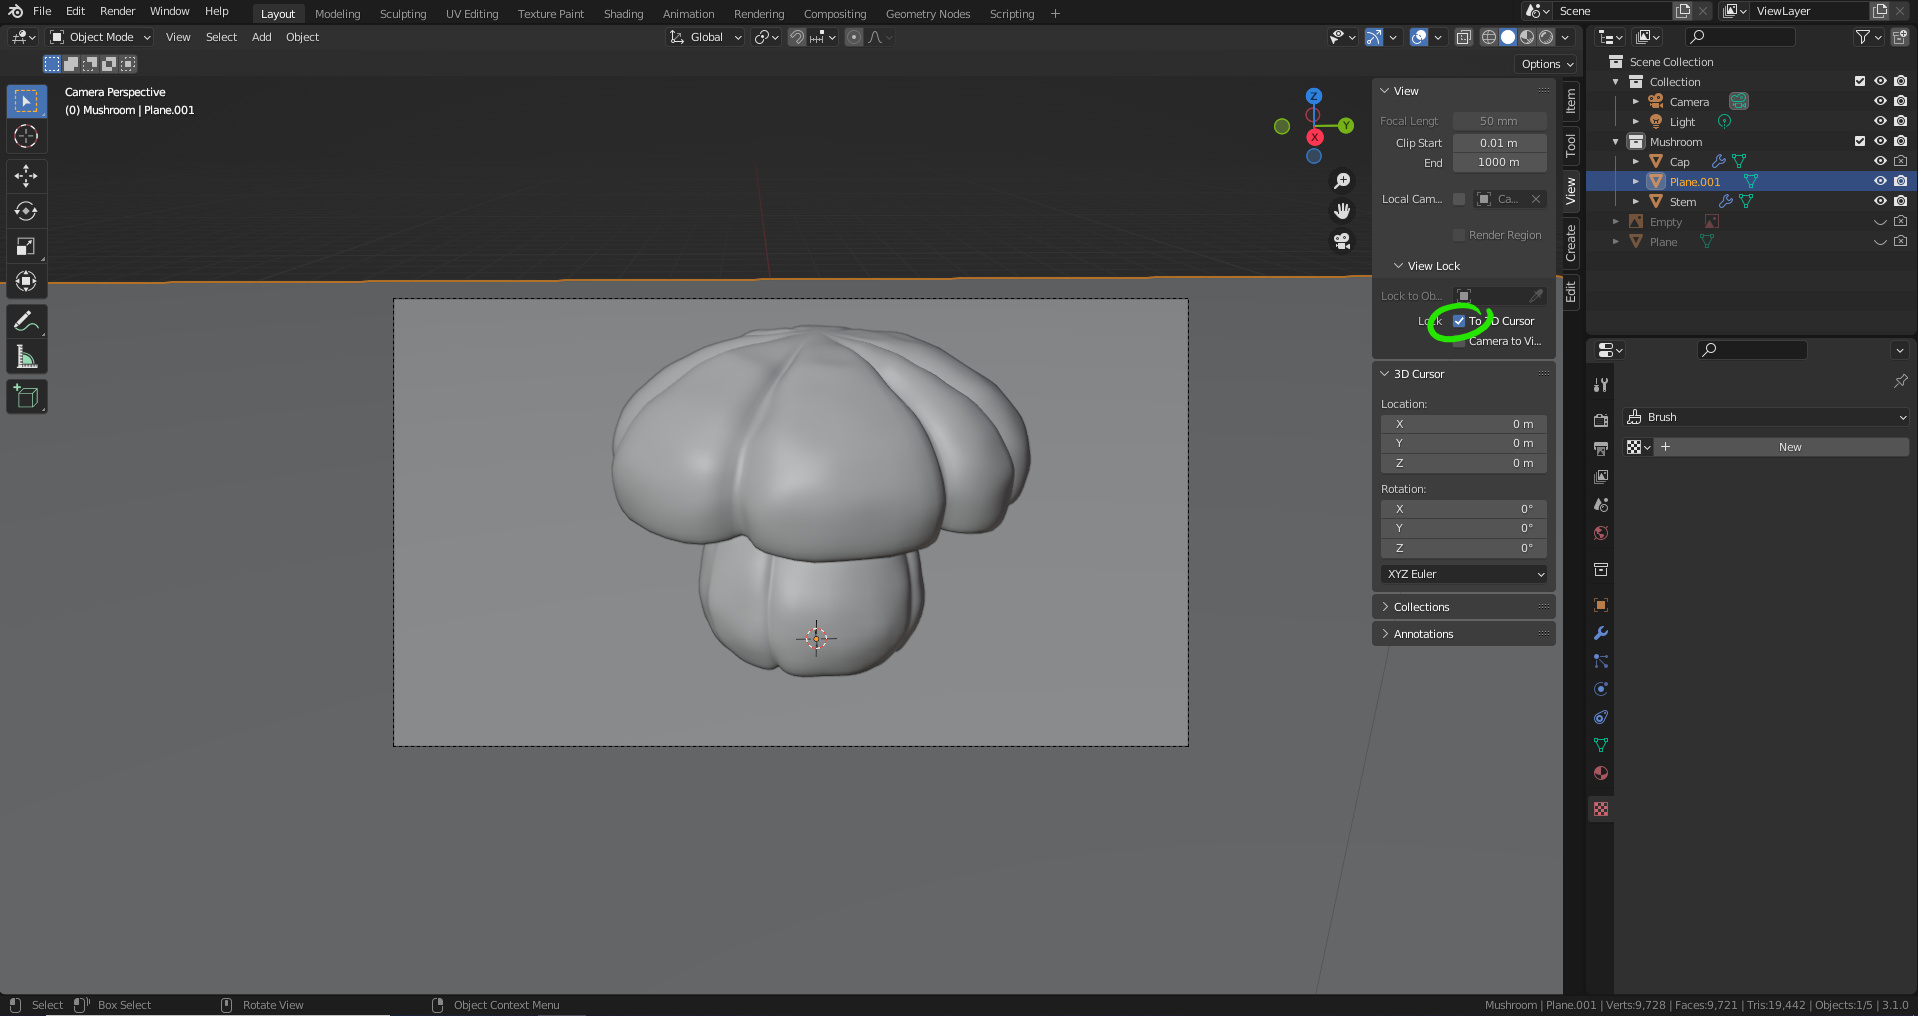 File Edit Render Window Help Layout Modeling Sculpting UV Editing Texture Paint Shading Animation Rendering Compositing Geometry Nodes Scripting + Scene ViewLayer
Object Mode View Select Add Object Global
Options
Camera Perspective
(0) Mushroom | Plane.001
Z
Y
X
View
Focal Lengt 50 mm
Clip Start 0.01 m
End 1000 m
Local Cam... Ca...
Render Region
View Lock
Lock to Ob...
Lock To 3D Cursor
Camera to Vi...
3D Cursor
Location:
X 0 m
Y 0 m
Z 0 m
Rotation:
X 0°
Y 0°
Z 0°
XYZ Euler
Collections
Annotations
Item
Tool
View
Create
Edit
Scene Collection
Collection
Camera
Light
Mushroom
Cap
Plane.001
Stem
Empty
Plane
Brush
+ New
Select Box Select Rotate View Object Context Menu Mushroom | Plane.001 | Verts:9,728 | Faces:9,721 | Tris:19,442 | Objects:1/5 | 3.1.0